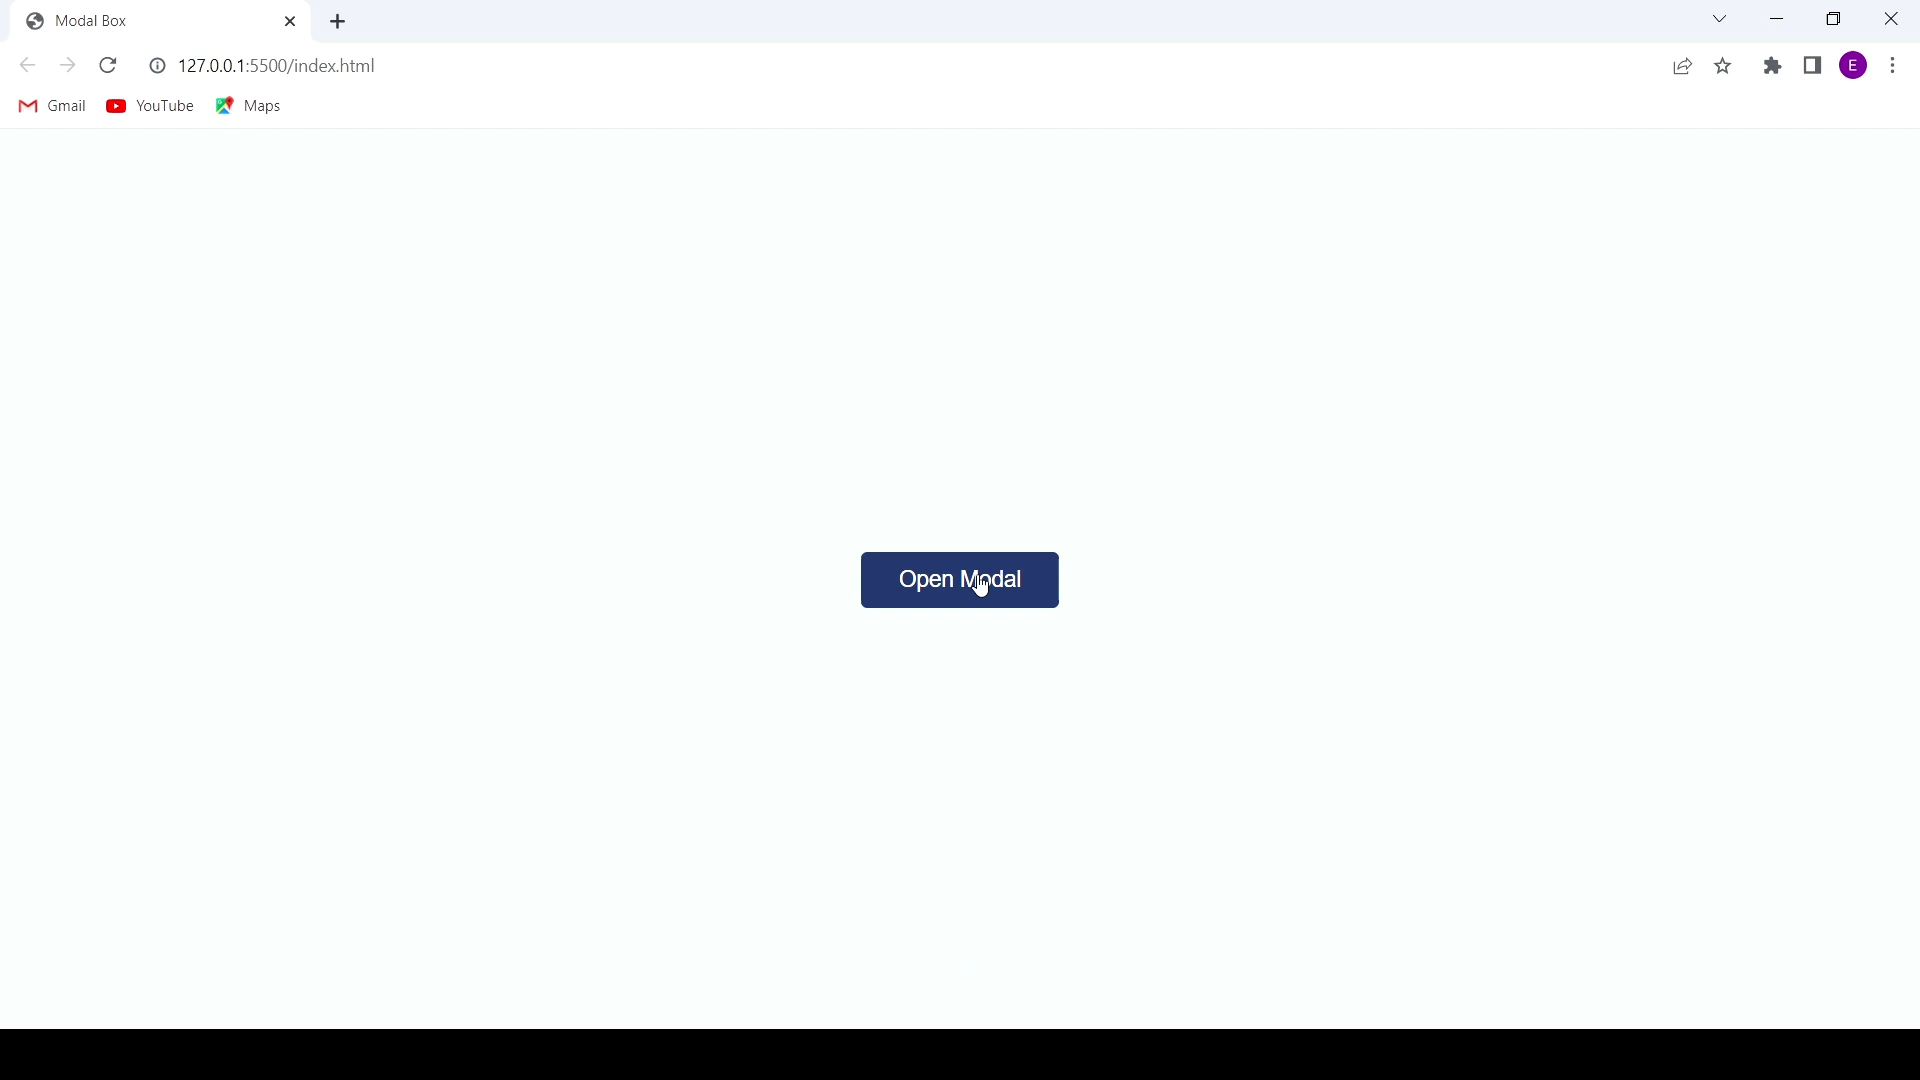 Modal Box
127.0.0.1:5500/index.html
E
Gmail YouTube Maps
Open Modal